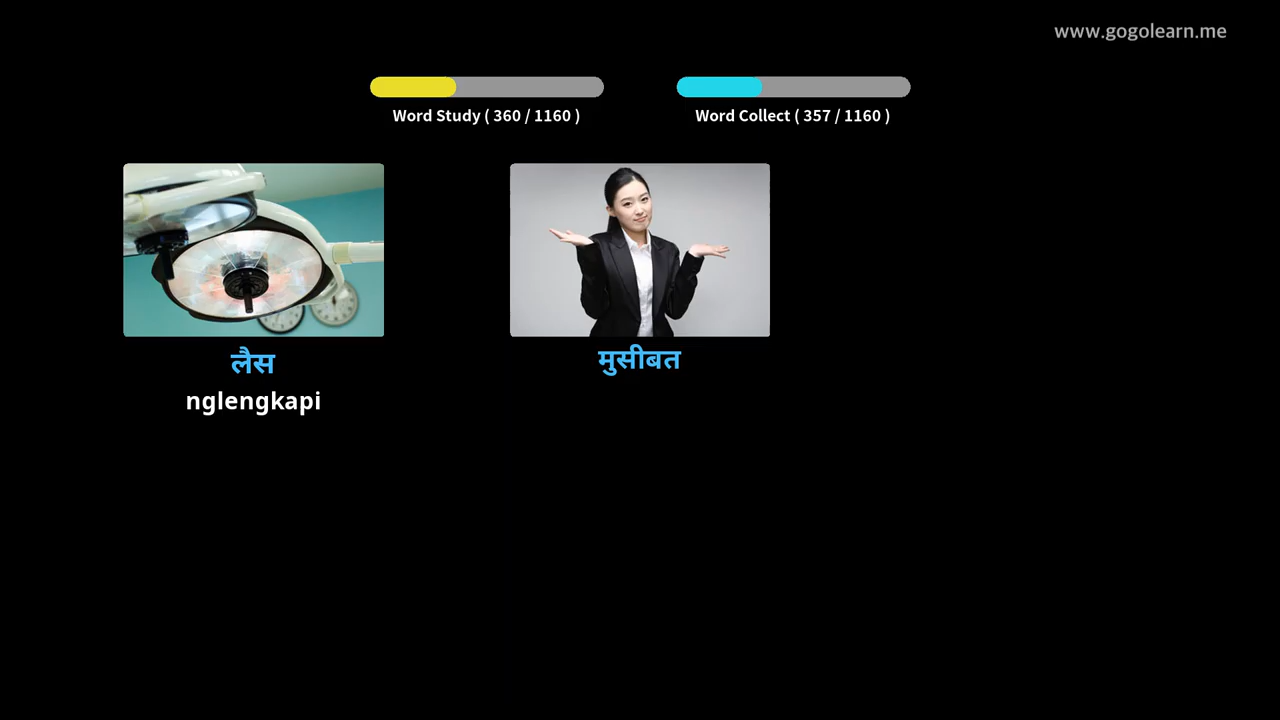 www.gogolearn.me
Word Study ( 360 / 1160 )
Word Collect ( 357 / 1160 )
लैस
nglengkapi
मुसीबत